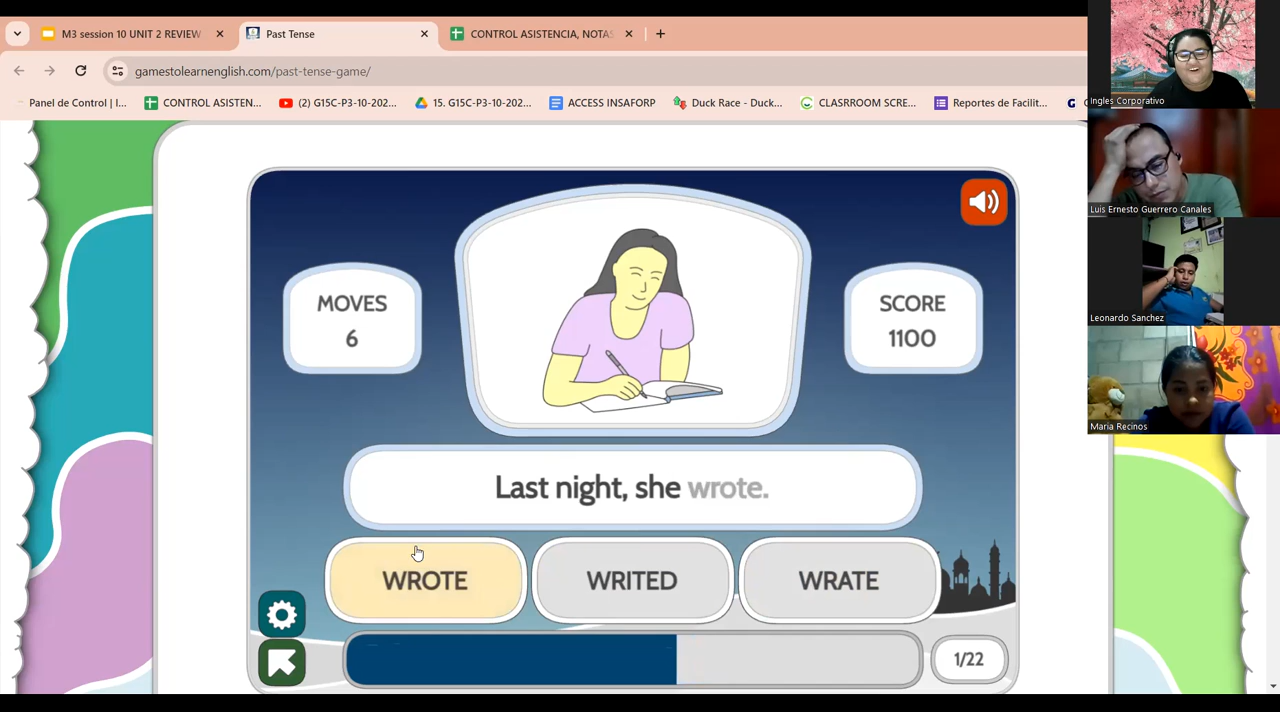 M3 session 10 UNIT 2 REVIEW
Past Tense
CONTROL ASISTENCIA, NOTAS
gamestolearnenglish.com/past-tense-game/
Panel de Control | I...
CONTROL ASISTEN...
(2) G15C-P3-10-202...
15. G15C-P3-10-202...
ACCESS INSAFORP
Duck Race - Duck...
CLASRROOM SCRE...
Reportes de Facilit...
MOVES
6
SCORE
1100
Last night, she wrote.
WROTE
WRITED
WRATE
1/22
Ingles Corporativo
Luis Ernesto Guerrero Canales
Leonardo Sanchez
Maria Recinos